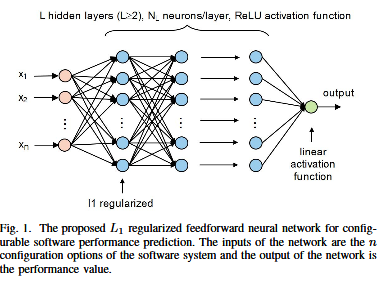 L hidden layers (L≥2), N_ neurons/layer, ReLU activation function
x1
x2
⋮
xn
⋮
⋮
⋮
output
linear
activation
function
l1 regularized
Fig. 1. The proposed L1 regularized feedforward neural network for config-
urable software performance prediction. The inputs of the network are the n
configuration options of the software system and the output of the network is
the performance value.